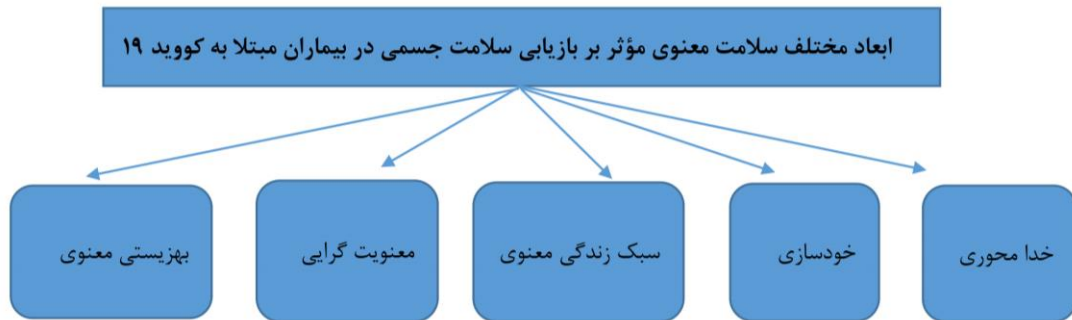 ابعاد مختلف سلامت معنوی مؤثر بر بازیابی سلامت جسمی در بیماران مبتلا به کووید ۱۹
خدا محوری
خودسازی
سبک زندگی معنوی
معنویت گرایی
بهزیستی معنوی